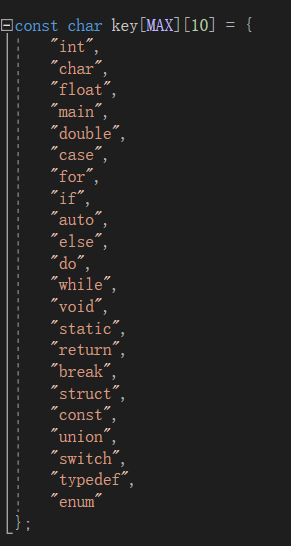 const char key[MAX][10] = {
"int",
"char",
"float",
"main",
"double",
"case",
"for",
"if",
"auto",
"else",
"do",
"while",
"void",
"static",
"return",
"break",
"struct",
"const",
"union",
"switch",
"typedef",
"enum"
};